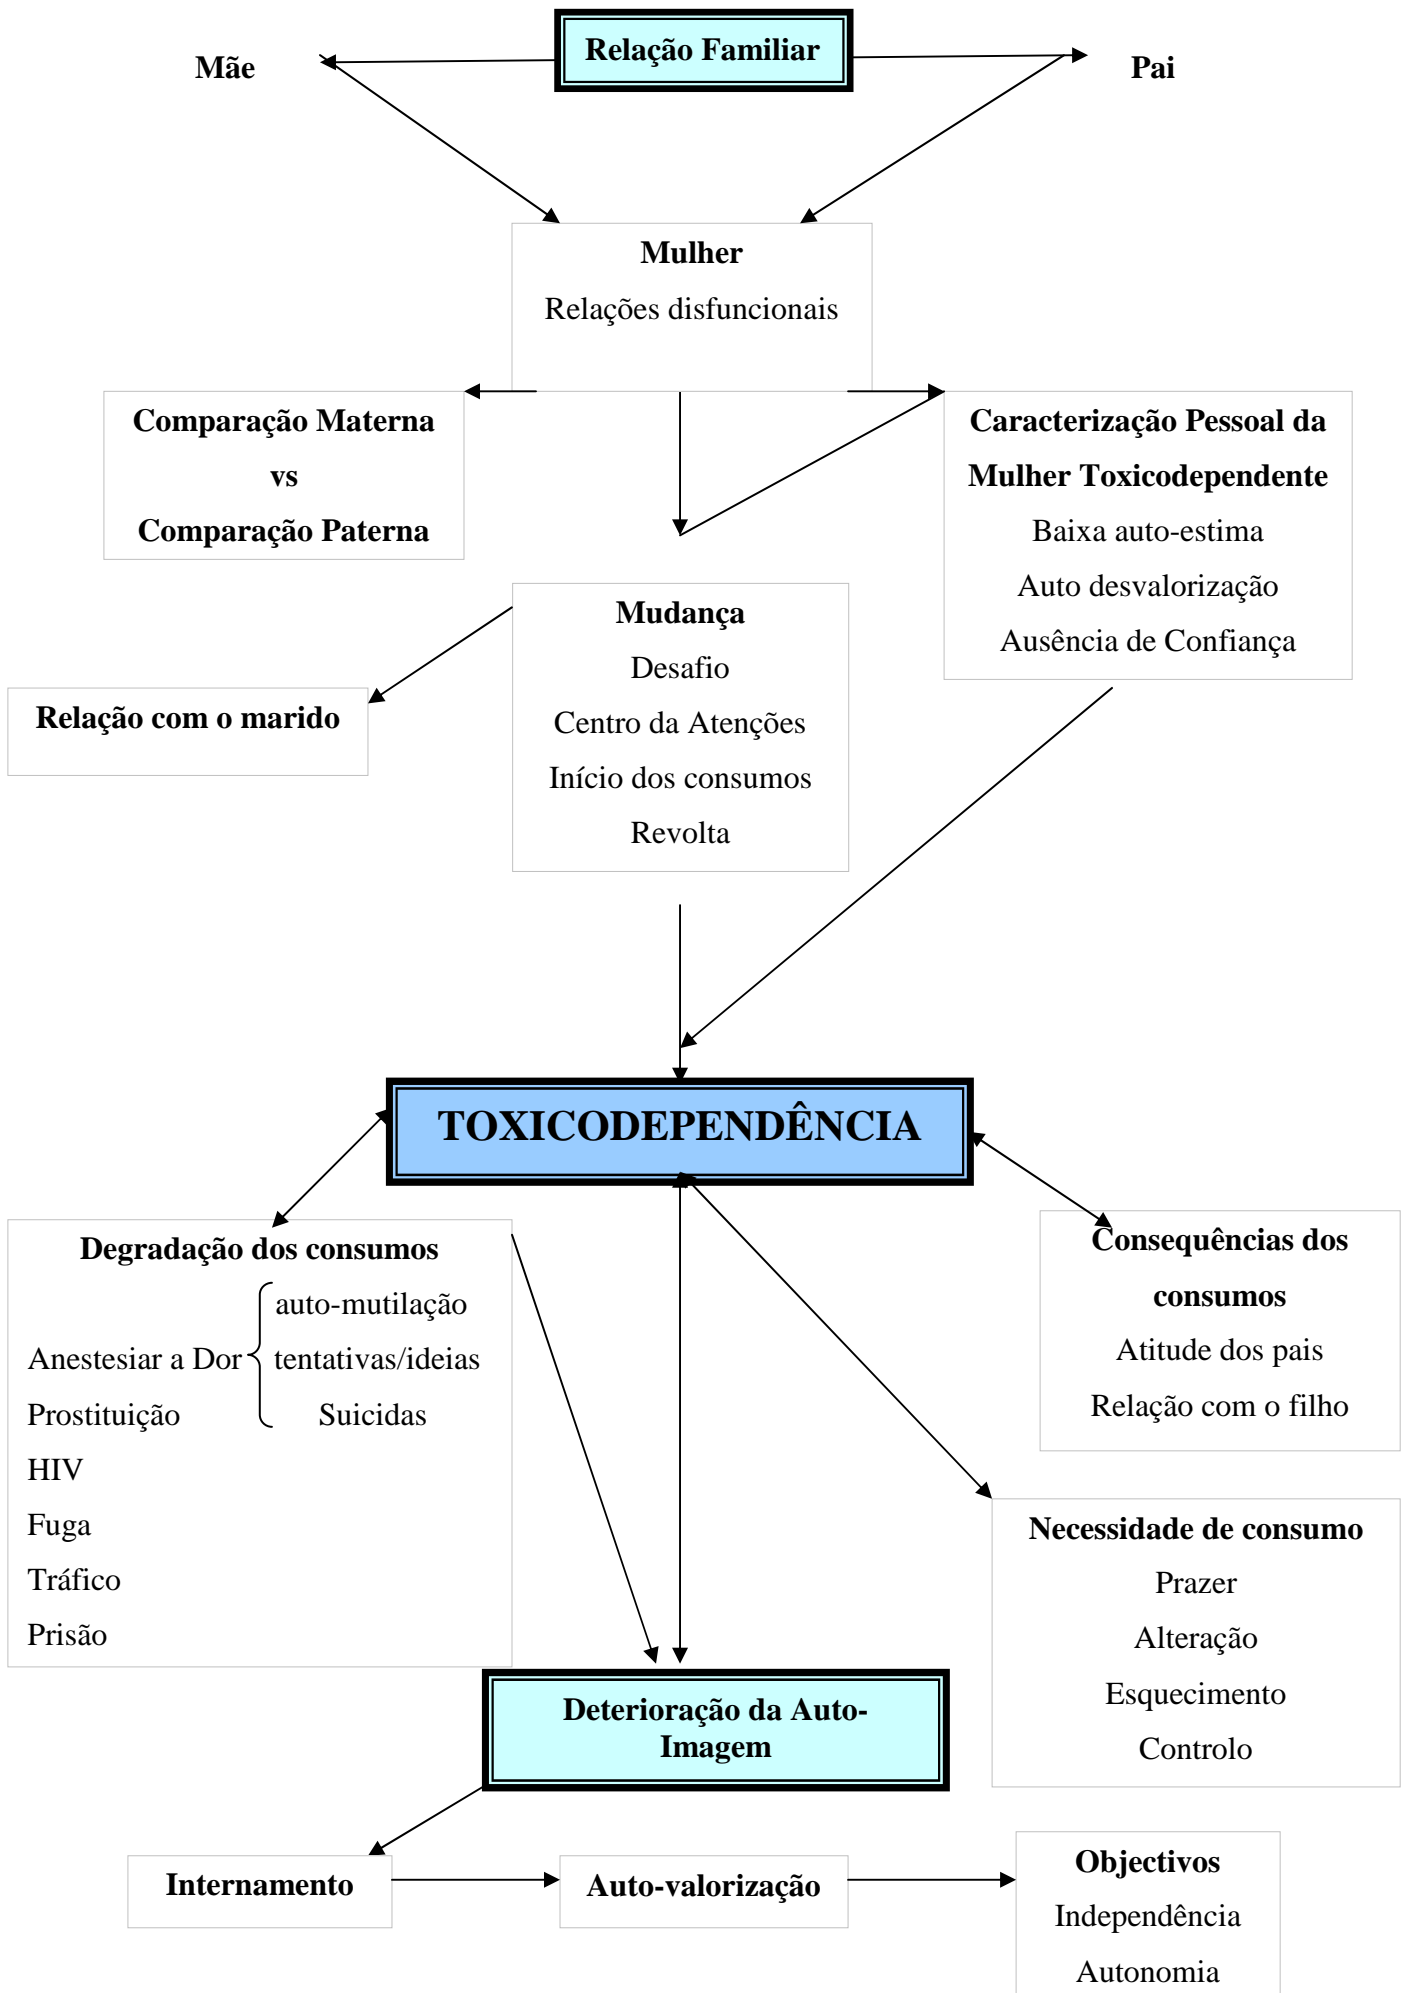 Relação Familiar
Mãe
Pai
Mulher
Relações disfuncionais
Comparação Materna
vs
Comparação Paterna
Caracterização Pessoal da
Mulher Toxicodependente
Baixa auto-estima
Auto desvalorização
Ausência de Confiança
Mudança
Desafio
Centro da Atenções
Início dos consumos
Revolta
Relação com o marido
TOXICODEPENDÊNCIA
Degradação dos consumos
auto-mutilação
Anestesiar a Dor tentativas/ideias
Prostituição Suicidas
HIV
Fuga
Tráfico
Prisão
Consequências dos
consumos
Atitude dos pais
Relação com o filho
Necessidade de consumo
Prazer
Alteração
Esquecimento
Controlo
Deterioração da Auto-
Imagem
Internamento
Auto-valorização
Objectivos
Independência
Autonomia